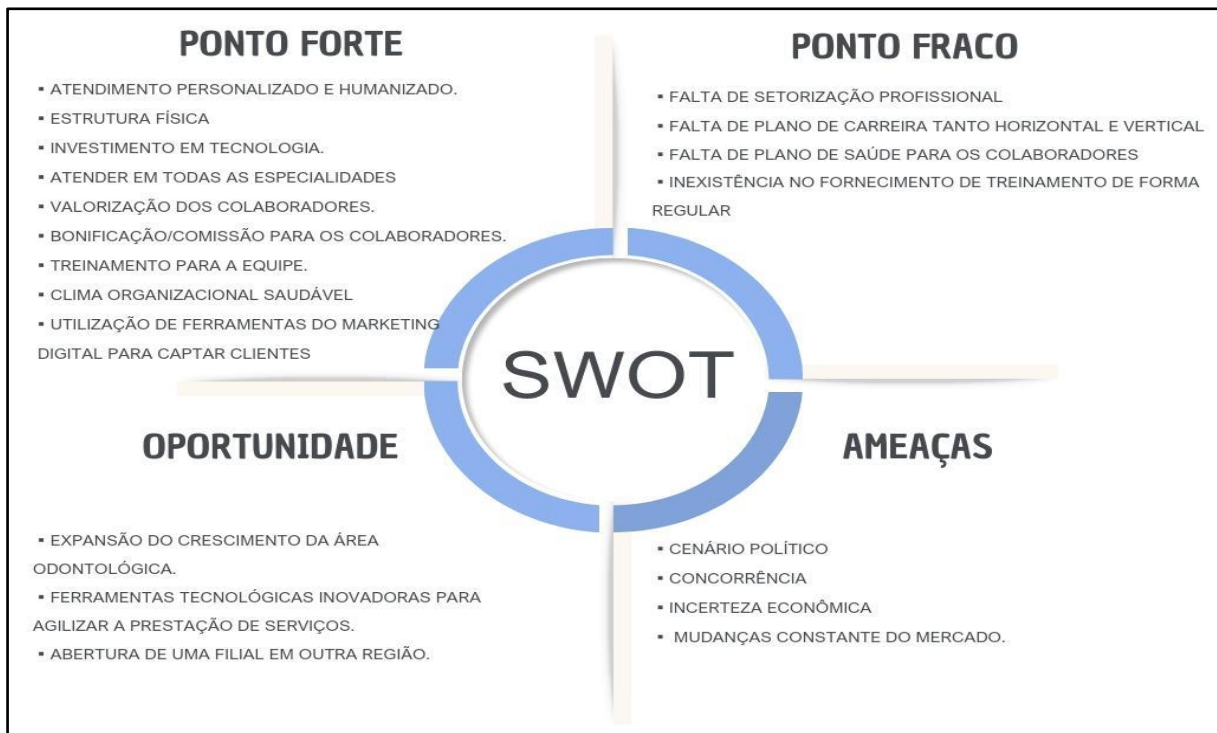 PONTO FORTE
▪ ATENDIMENTO PERSONALIZADO E HUMANIZADO.
▪ ESTRUTURA FÍSICA
▪ INVESTIMENTO EM TECNOLOGIA.
▪ ATENDER EM TODAS AS ESPECIALIDADES
▪ VALORIZAÇÃO DOS COLABORADORES.
▪ BONIFICAÇÃO/COMISSÃO PARA OS COLABORADORES.
▪ TREINAMENTO PARA A EQUIPE.
▪ CLIMA ORGANIZACIONAL SAUDÁVEL
▪ UTILIZAÇÃO DE FERRAMENTAS DO MARKETING
DIGITAL PARA CAPTAR CLIENTES
PONTO FRACO
▪ FALTA DE SETORIZAÇÃO PROFISSIONAL
▪ FALTA DE PLANO DE CARREIRA TANTO HORIZONTAL E VERTICAL
▪ FALTA DE PLANO DE SAÚDE PARA OS COLABORADORES
▪ INEXISTÊNCIA NO FORNECIMENTO DE TREINAMENTO DE FORMA
REGULAR
SWOT
OPORTUNIDADE
▪ EXPANSÃO DO CRESCIMENTO DA ÁREA
ODONTOLÓGICA.
▪ FERRAMENTAS TECNOLÓGICAS INOVADORAS PARA
AGILIZAR A PRESTAÇÃO DE SERVIÇOS.
▪ ABERTURA DE UMA FILIAL EM OUTRA REGIÃO.
AMEAÇAS
▪ CENÁRIO POLÍTICO
▪ CONCORRÊNCIA
▪ INCERTEZA ECONÔMICA
▪ MUDANÇAS CONSTANTE DO MERCADO.